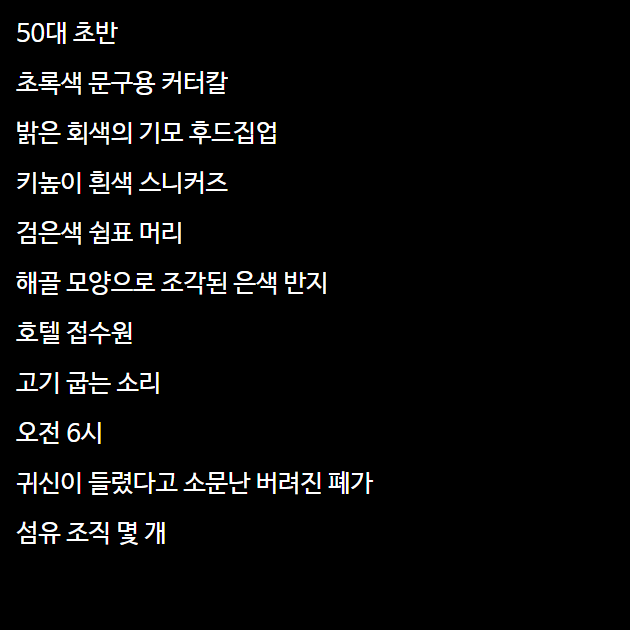 50대 초반
초록색 문구용 커터칼
밝은 회색의 기모 후드집업
키높이 흰색 스니커즈
검은색 쉼표 머리
해골 모양으로 조각된 은색 반지
호텔 접수원
고기 굽는 소리
오전 6시
귀신이 들렸다고 소문난 버려진 폐가
섬유 조직 몇 개